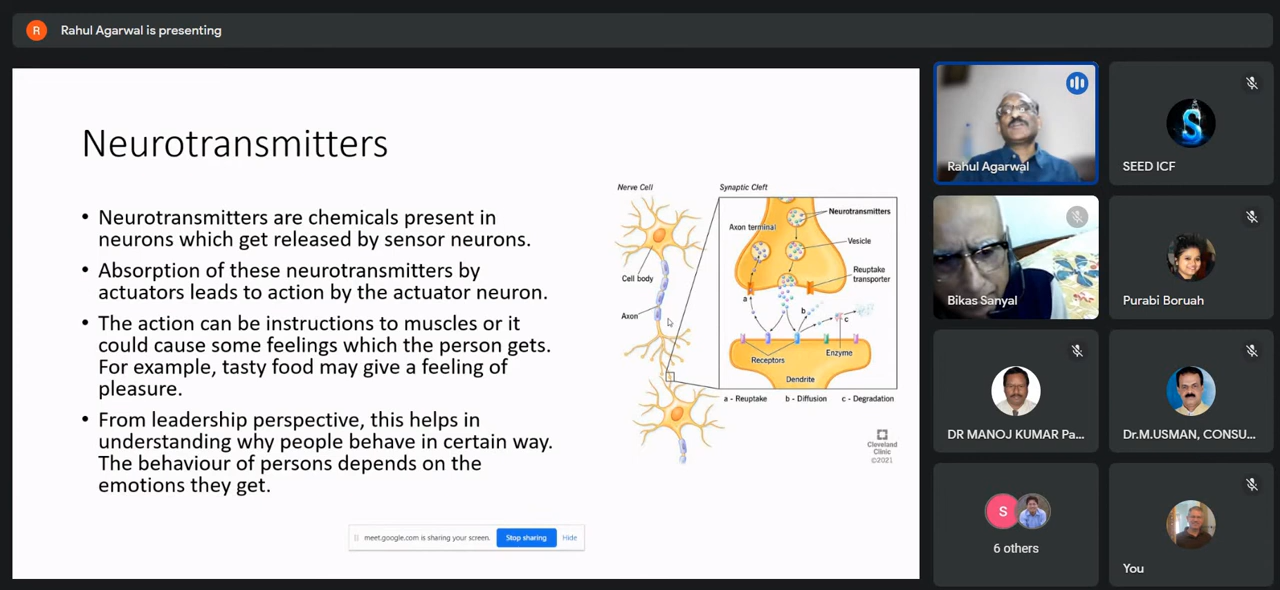 R
Rahul Agarwal is presenting
Neurotransmitters
• Neurotransmitters are chemicals present in
neurons which get released by sensor neurons.
• Absorption of these neurotransmitters by
actuators leads to action by the actuator neuron.
• The action can be instructions to muscles or it
could cause some feelings which the person gets.
For example, tasty food may give a feeling of
pleasure.
• From leadership perspective, this helps in
understanding why people behave in certain way.
The behaviour of persons depends on the
emotions they get.
Nerve Cell
Cell body
Axon
Synaptic Cleft
Neurotransmitters
Axon terminal
Vesicle
Reuptake
transporter
a
b
c
Receptors
Enzyme
Dendrite
a - Reuptake b - Diffusion c - Degradation
Cleveland
Clinic
©2021
meet.google.com is sharing your screen.
Stop sharing
Hide
Rahul Agarwal
S
SEED ICF
Bikas Sanyal
Purabi Boruah
DR MANOJ KUMAR Pa...
Dr.M.USMAN, CONSU...
S
6 others
You